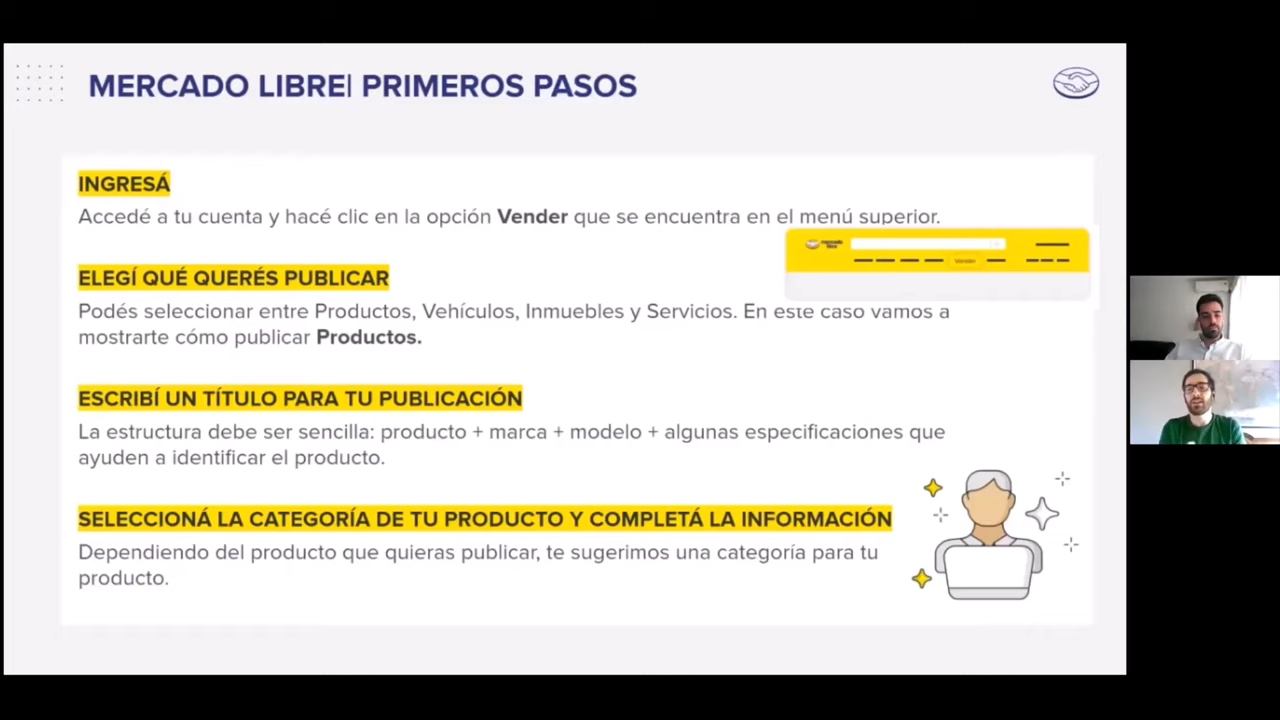 MERCADO LIBRE| PRIMEROS PASOS
INGRESÁ
Accedé a tu cuenta y hacé clic en la opción Vender que se encuentra en el menú superior.
mercado
libre
Vender
ELEGÍ QUÉ QUERÉS PUBLICAR
Podés seleccionar entre Productos, Vehículos, Inmuebles y Servicios. En este caso vamos a
mostrarte cómo publicar Productos.
ESCRIBÍ UN TÍTULO PARA TU PUBLICACIÓN
La estructura debe ser sencilla: producto + marca + modelo + algunas especificaciones que
ayuden a identificar el producto.
SELECCIONÁ LA CATEGORÍA DE TU PRODUCTO Y COMPLETÁ LA INFORMACIÓN
Dependiendo del producto que quieras publicar, te sugerimos una categoría para tu
producto.